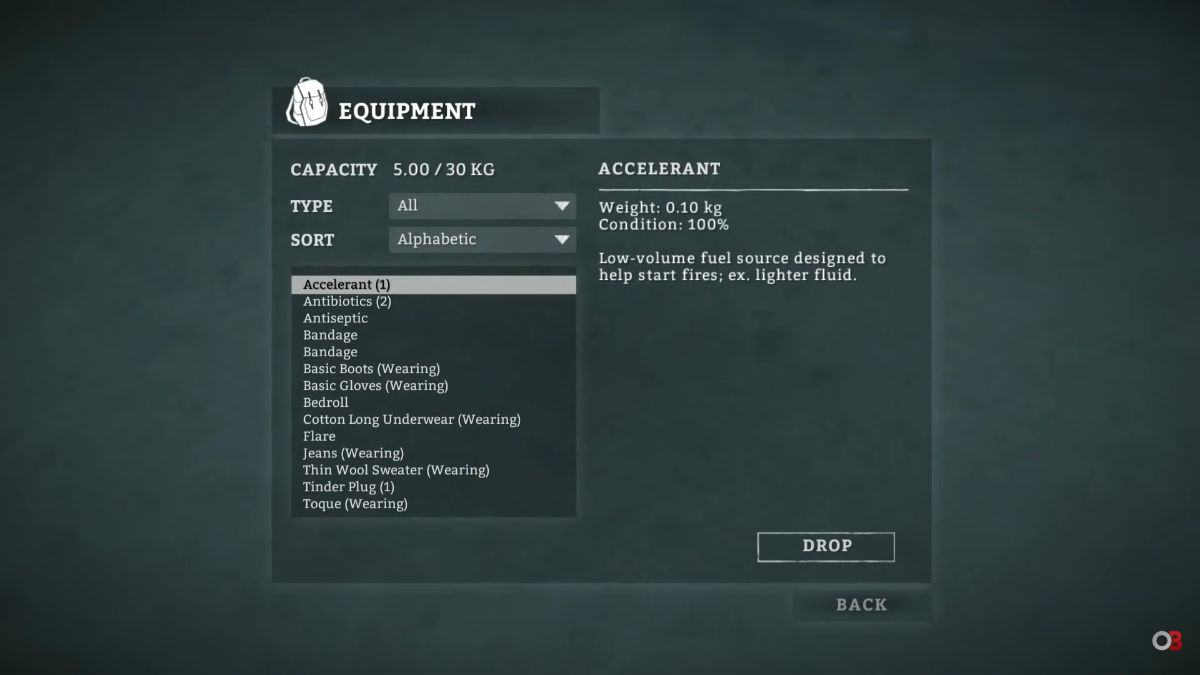 EQUIPMENT
CAPACITY 5.00 / 30 KG
TYPE All
SORT Alphabetic
Accelerant (1)
Antibiotics (2)
Antiseptic
Bandage
Bandage
Basic Boots (Wearing)
Basic Gloves (Wearing)
Bedroll
Cotton Long Underwear (Wearing)
Flare
Jeans (Wearing)
Thin Wool Sweater (Wearing)
Tinder Plug (1)
Toque (Wearing)
ACCELERANT
Weight: 0.10 kg
Condition: 100%
Low-volume fuel source designed to
help start fires; ex. lighter fluid.
DROP
BACK
OB